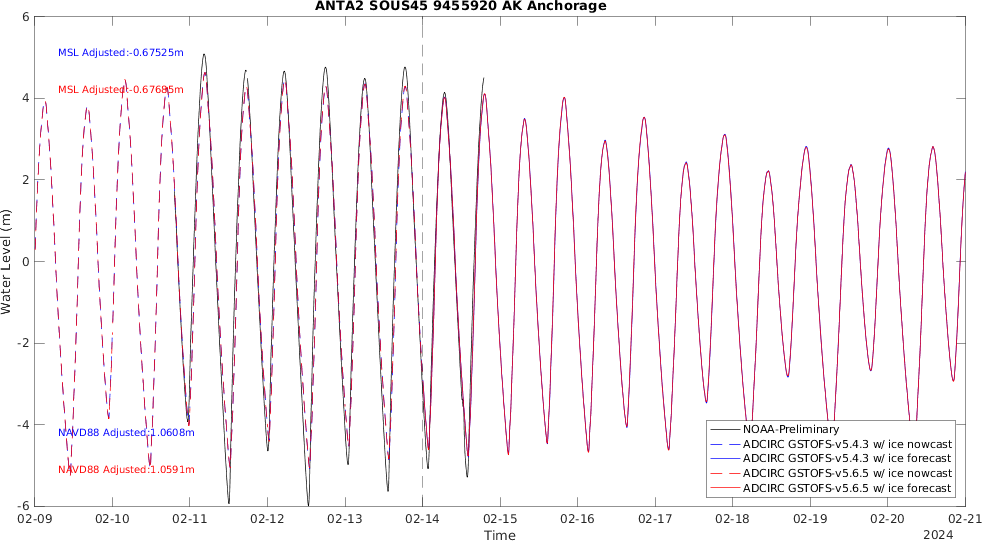 ANTA2 SOUS45 9455920 AK Anchorage
6
4
2
0
-2
-4
-6
Water Level (m)
MSL Adjusted:-0.67525m
MSL Adjusted:-0.67685m
NAVD88 Adjusted:1.0608m
NAVD88 Adjusted:1.0591m
NOAA-Preliminary
ADCIRC GSTOFS-v5.4.3 w/ ice nowcast
ADCIRC GSTOFS-v5.4.3 w/ ice forecast
ADCIRC GSTOFS-v5.6.5 w/ ice nowcast
ADCIRC GSTOFS-v5.6.5 w/ ice forecast
02-09 02-10 02-11 02-12 02-13 02-14 02-15 02-16 02-17 02-18 02-19 02-20 02-21
Time
2024